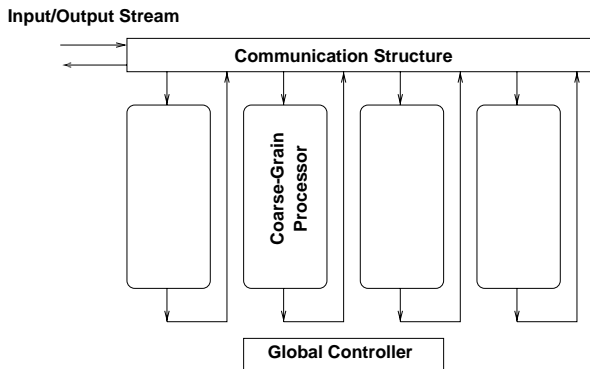 Input/Output Stream
Communication Structure
Coarse-Grain
Processor
Global Controller